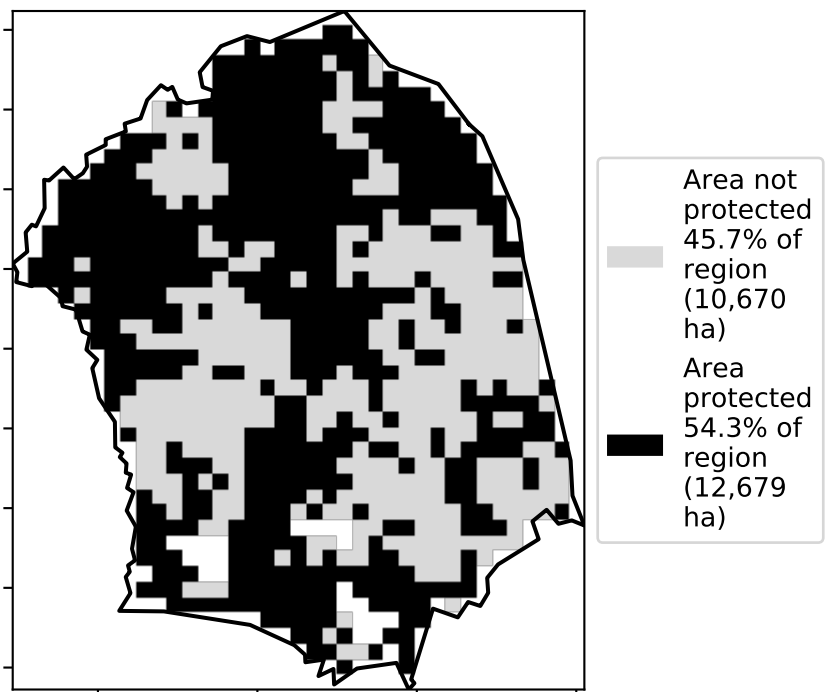 Area not
protected
45.7% of
region
(10,670
ha)
Area
protected
54.3% of
region
(12,679
ha)